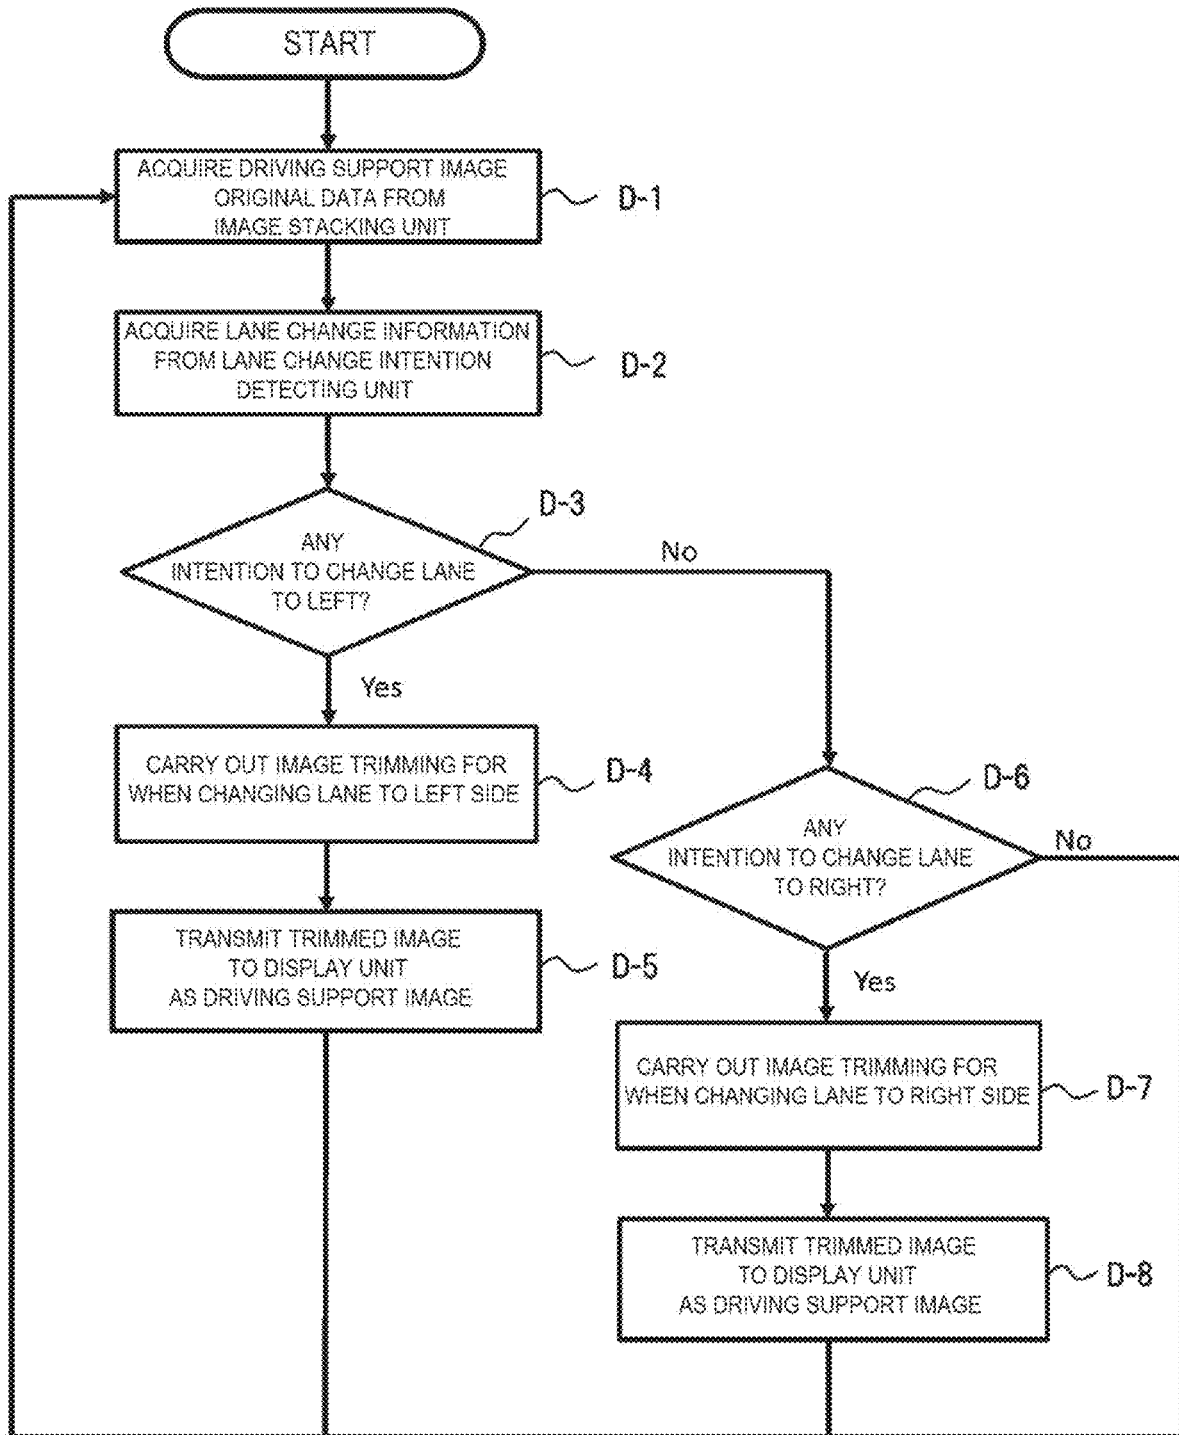 START
ACQUIRE DRIVING SUPPORT IMAGE
ORIGINAL DATA FROM
IMAGE STACKING UNIT
D-1
ACQUIRE LANE CHANGE INFORMATION
FROM LANE CHANGE INTENTION
DETECTING UNIT
D-2
D-3
ANY
INTENTION TO CHANGE LANE
TO LEFT?
No
Yes
CARRY OUT IMAGE TRIMMING FOR
WHEN CHANGING LANE TO LEFT SIDE
D-4
TRANSMIT TRIMMED IMAGE
TO DISPLAY UNIT
AS DRIVING SUPPORT IMAGE
D-5
D-6
ANY
INTENTION TO CHANGE LANE
TO RIGHT?
No
Yes
CARRY OUT IMAGE TRIMMING FOR
WHEN CHANGING LANE TO RIGHT SIDE
D-7
TRANSMIT TRIMMED IMAGE
TO DISPLAY UNIT
AS DRIVING SUPPORT IMAGE
D-8